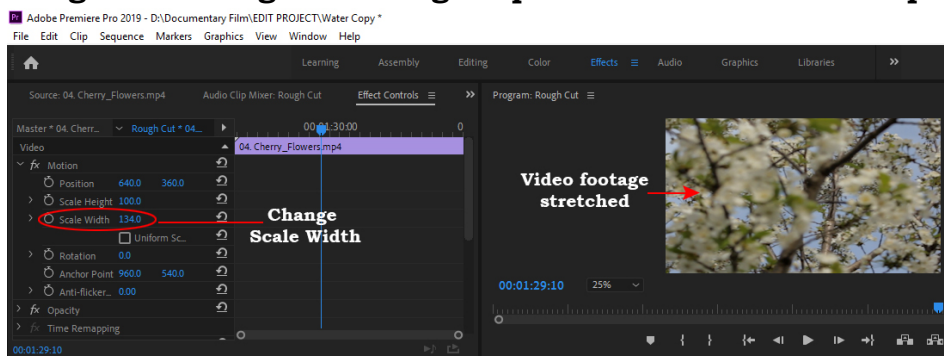 Adobe Premiere Pro 2019 - D:\Documentary Film\EDIT PROJECT\Water Copy *
File Edit Clip Sequence Markers Graphics View Window Help
Learning Assembly Editing Color Effects Audio Graphics Libraries
Source: 04. Cherry_Flowers.mp4 Audio Clip Mixer: Rough Cut Effect Controls
Program: Rough Cut
Master * 04. Cherr... Rough Cut * 04....
00:01:30:00 0
Video
04. Cherry_Flowers.mp4
fx Motion
Position 640.0 360.0
Scale Height 100.0
Scale Width 134.0
Uniform Sc...
Rotation 0.0
Anchor Point 960.0 540.0
Anti-flicker... 0.00
fx Opacity
fx Time Remapping
00:01:29:10
Change
Scale Width
Video footage
stretched
00:01:29:10 25%